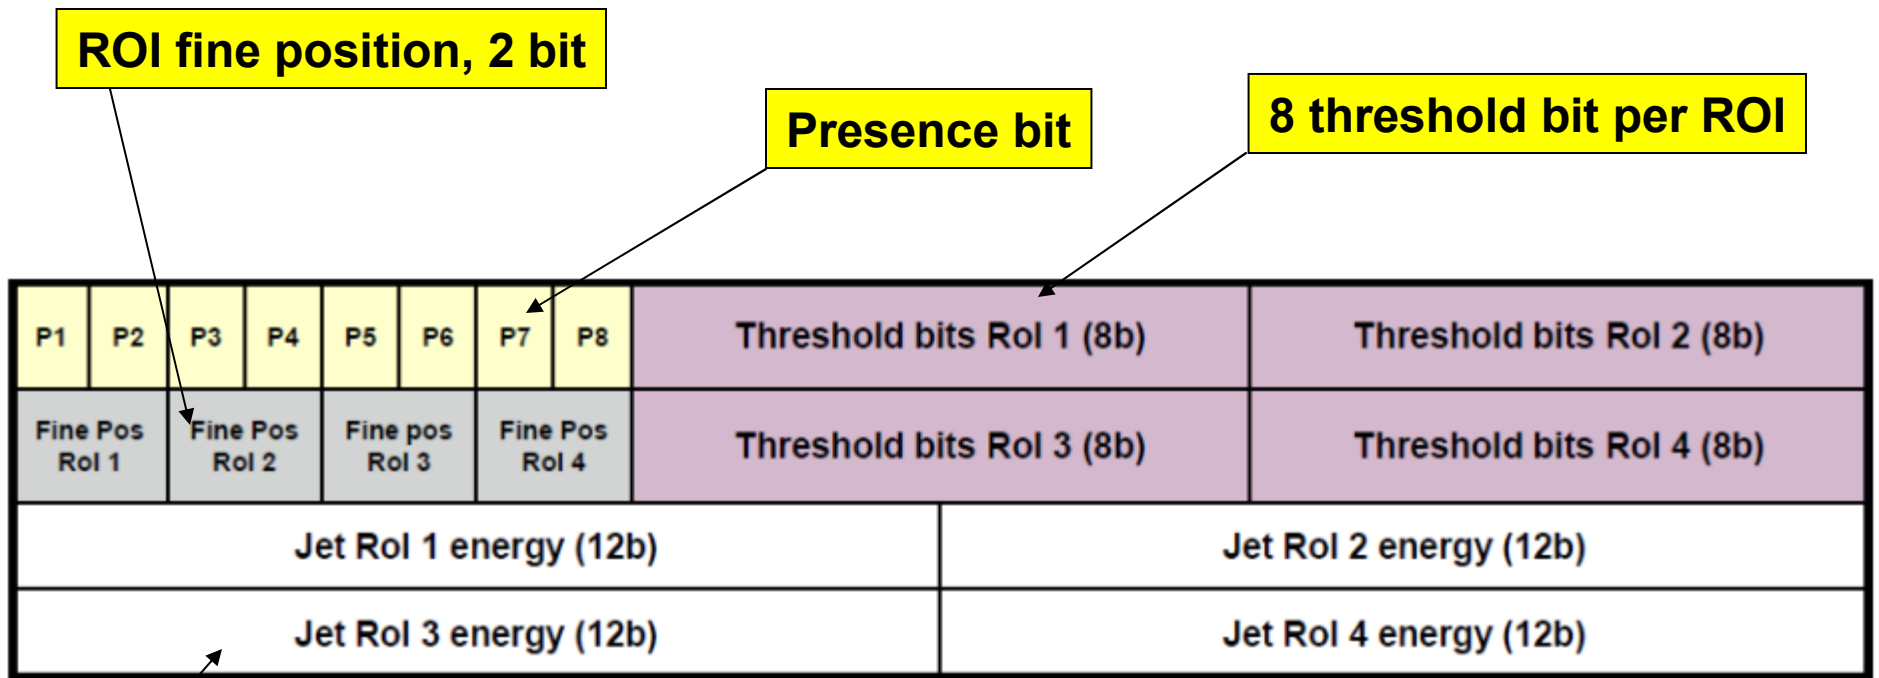 ROI fine position, 2 bit
Presence bit
8 threshold bit per ROI
P1 P2 P3 P4 P5 P6 P7 P8 Threshold bits RoI 1 (8b) Threshold bits RoI 2 (8b)
Fine Pos Fine Pos Fine pos Fine Pos
RoI 1 RoI 2 RoI 3 RoI 4 Threshold bits RoI 3 (8b) Threshold bits RoI 4 (8b)
Jet RoI 1 energy (12b) Jet RoI 2 energy (12b)
Jet RoI 3 energy (12b) Jet RoI 4 energy (12b)